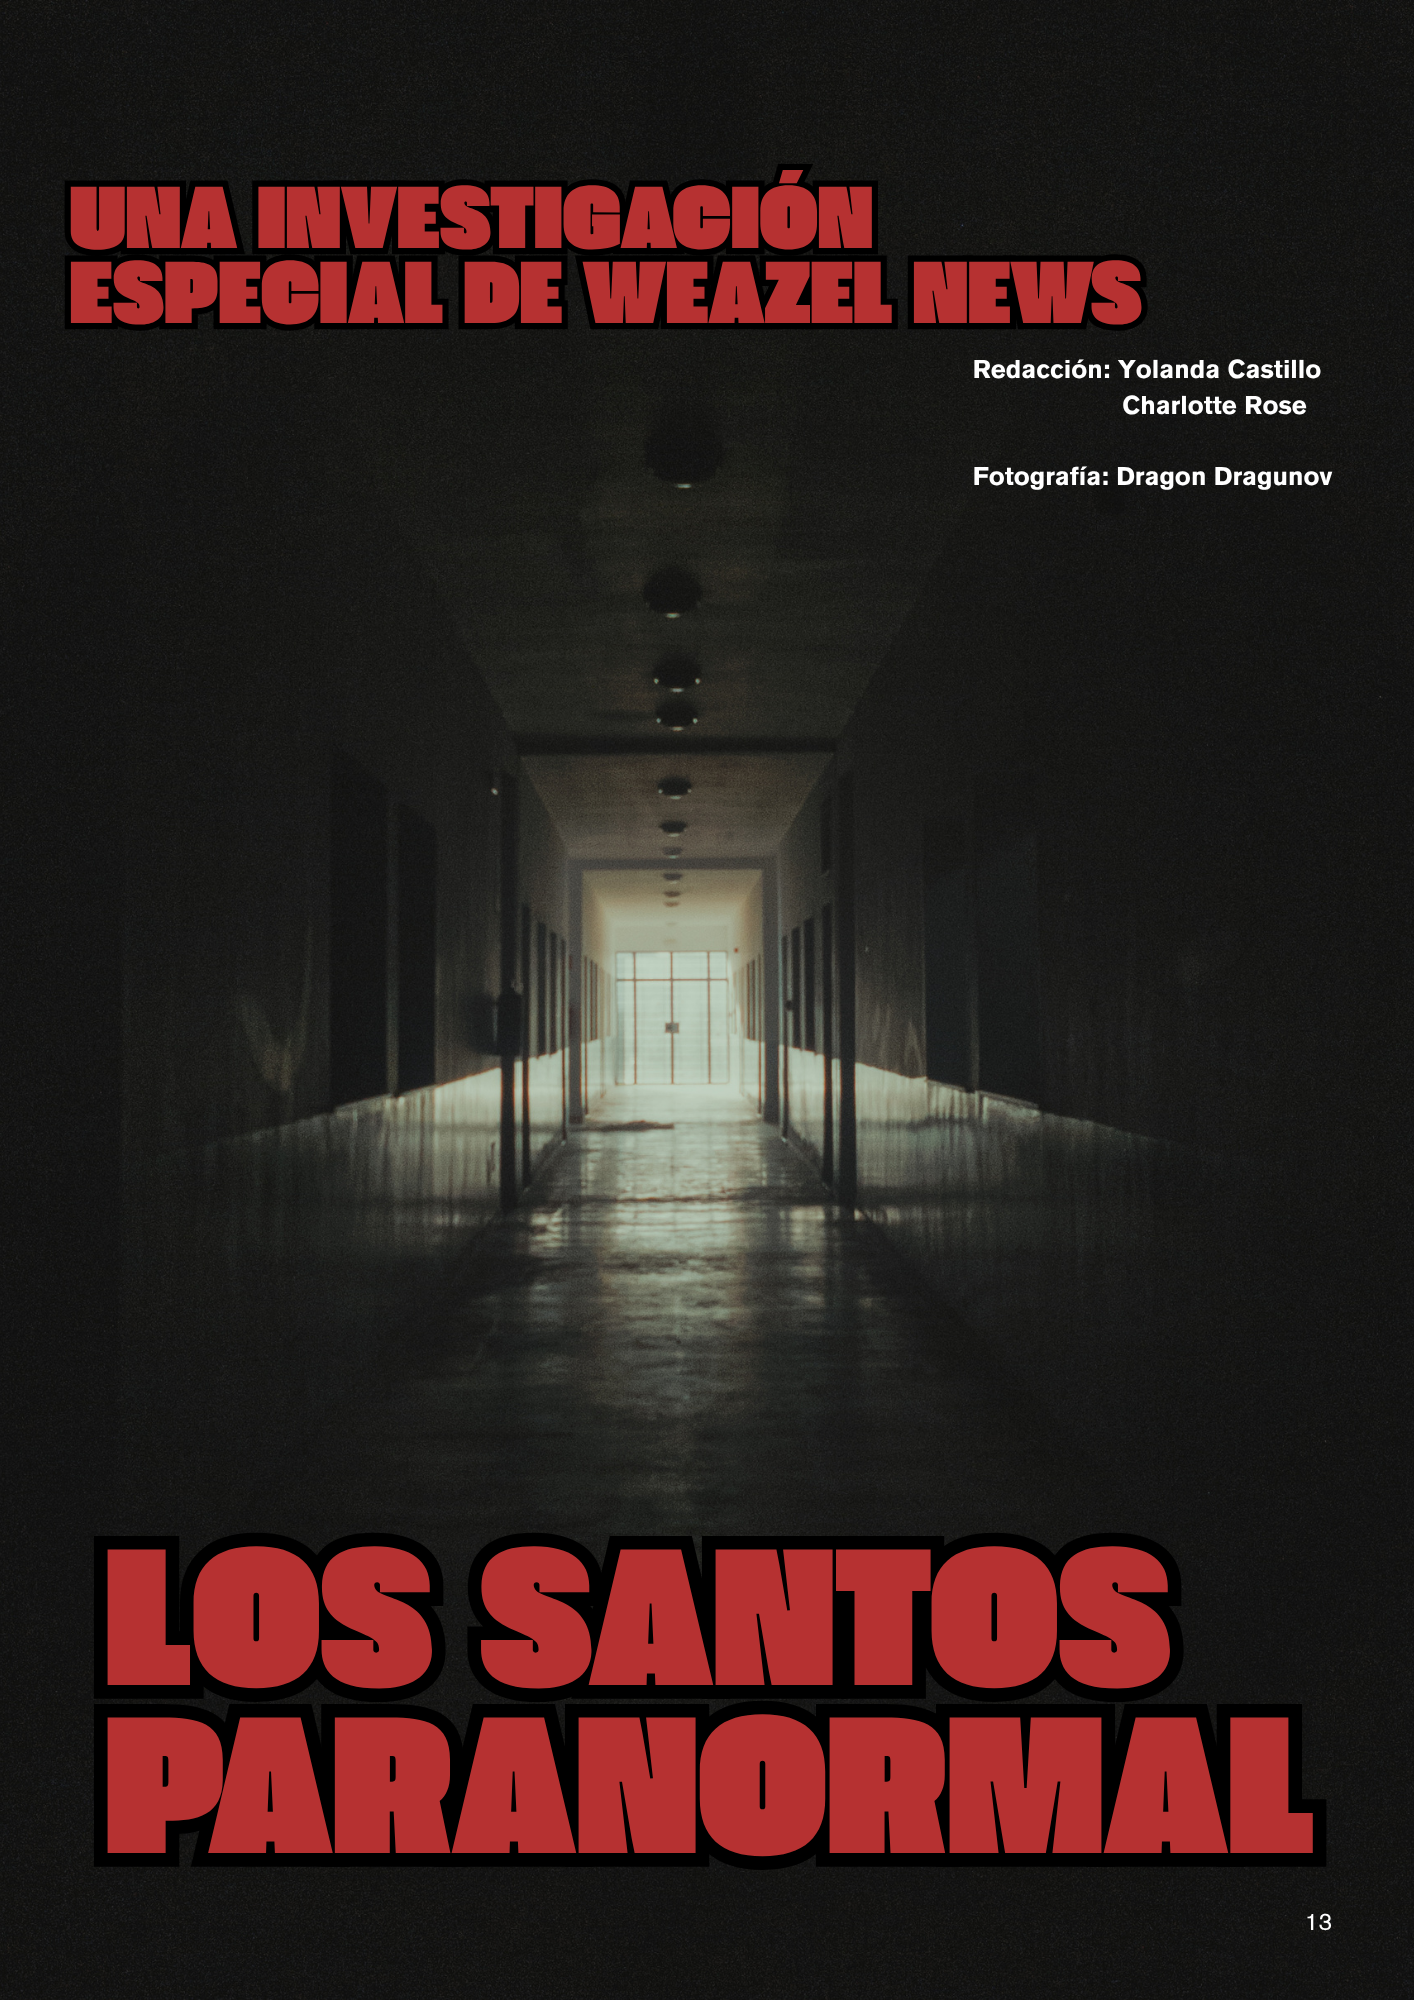 UNA INVESTIGACIÓN
ESPECIAL DE WEAZEL NEWS
Redacción: Yolanda Castillo
Charlotte Rose
Fotografía: Dragon Dragunov
LOS SANTOS
PARANORMAL
13